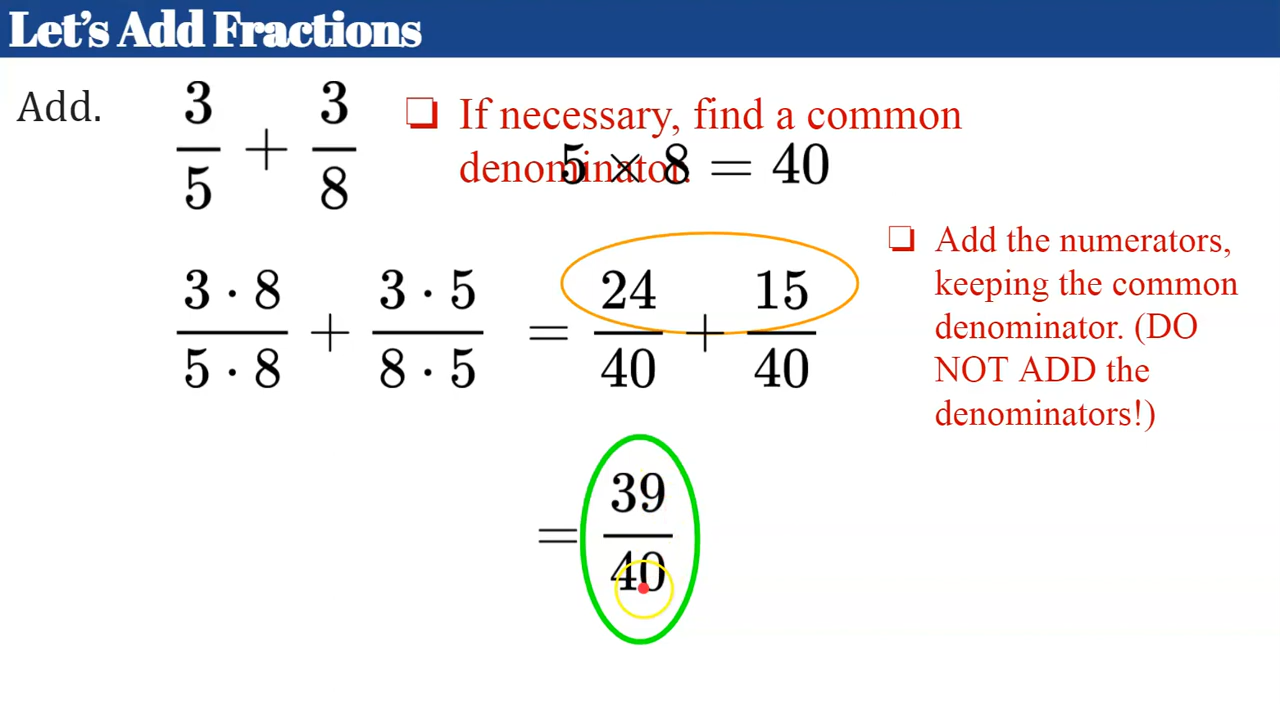 Let's Add Fractions
Add. 3/5 + 3/8
❏ If necessary, find a common
denominator.
5 × 8 = 40
(3 · 8)/(5 · 8) + (3 · 5)/(8 · 5) = 24/40 + 15/40
❏ Add the numerators,
keeping the common
denominator. (DO
NOT ADD the
denominators!)
= 39/40